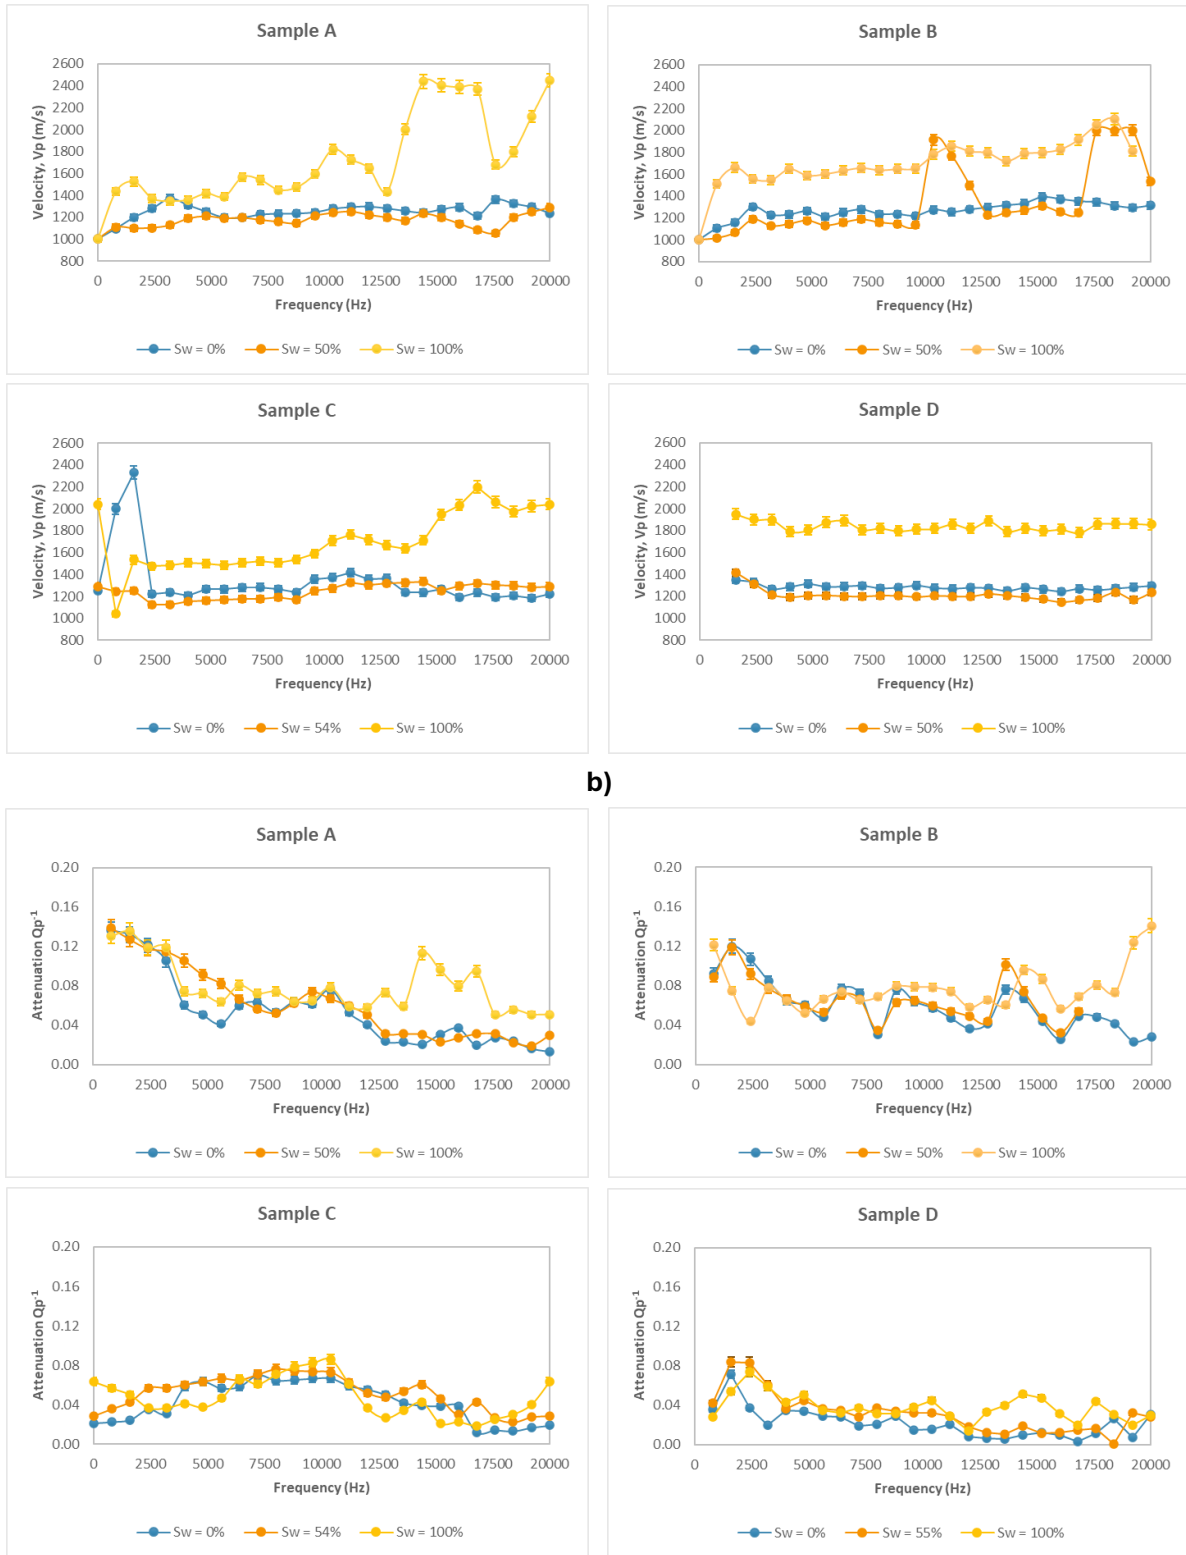 Sample A
2600
2400
2200
2000
1800
1600
1400
1200
1000
800
Velocity, Vp (m/s)
0 2500 5000 7500 10000 12500 15000 17500 20000
Frequency (Hz)
Sw = 0% Sw = 50% Sw = 100%
Sample B
2600
2400
2200
2000
1800
1600
1400
1200
1000
800
Velocity, Vp (m/s)
0 2500 5000 7500 10000 12500 15000 17500 20000
Frequency (Hz)
Sw = 0% Sw = 50% Sw = 100%
Sample C
2600
2400
2200
2000
1800
1600
1400
1200
1000
800
Velocity, Vp (m/s)
0 2500 5000 7500 10000 12500 15000 17500 20000
Frequency (Hz)
Sw = 0% Sw = 54% Sw = 100%
Sample D
2600
2400
2200
2000
1800
1600
1400
1200
1000
800
Velocity, Vp (m/s)
0 2500 5000 7500 10000 12500 15000 17500 20000
Frequency (Hz)
Sw = 0% Sw = 50% Sw = 100%
b)
Sample A
0.20
0.16
0.12
0.08
0.04
0.00
Attenuation Qp⁻¹
0 2500 5000 7500 10000 12500 15000 17500 20000
Frequency (Hz)
Sw = 0% Sw = 50% Sw = 100%
Sample B
0.20
0.16
0.12
0.08
0.04
0.00
Attenuation Qp⁻¹
0 2500 5000 7500 10000 12500 15000 17500 20000
Frequency (Hz)
Sw = 0% Sw = 50% Sw = 100%
Sample C
0.20
0.16
0.12
0.08
0.04
0.00
Attenuation Qp⁻¹
0 2500 5000 7500 10000 12500 15000 17500 20000
Frequency (Hz)
Sw = 0% Sw = 54% Sw = 100%
Sample D
0.20
0.16
0.12
0.08
0.04
0.00
Attenuation Qp⁻¹
0 2500 5000 7500 10000 12500 15000 17500 20000
Frequency (Hz)
Sw = 0% Sw = 55% Sw = 100%